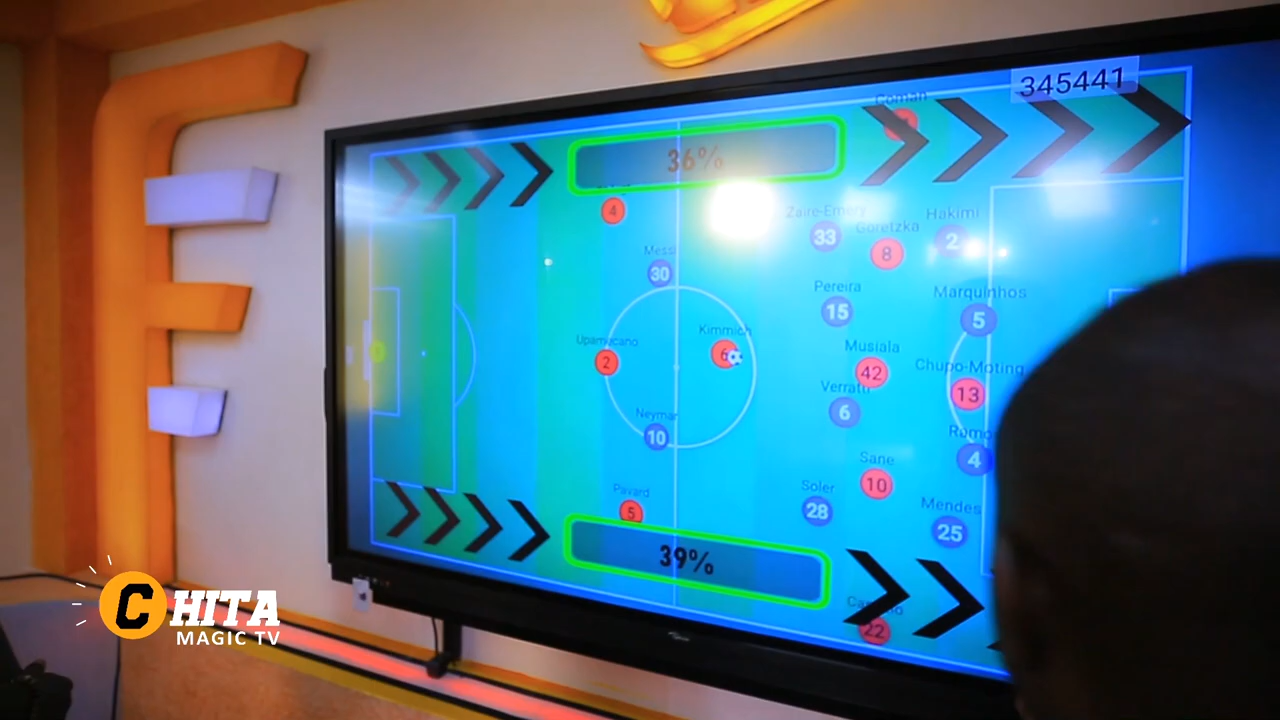 345441
Coman
36%
4
Zaire-Emery
33
Goretzka
8
Hakimi
2
Messi
30
Pereira
15
Marquinhos
5
Upamecano
2
Kimmich
6
Musiala
42
Chupo-Moting
13
Verratti
6
Neymar
10
Ramo
4
Sane
10
Pavard
5
Soler
28
Mendes
25
39%
22
CHITA
MAGIC TV